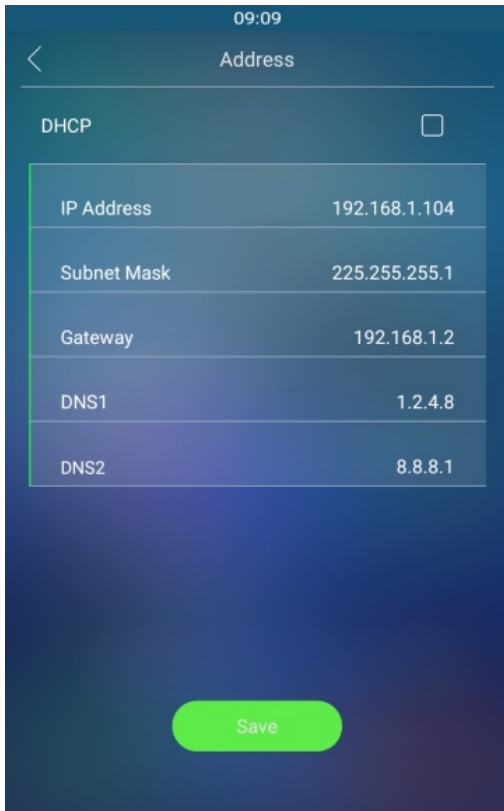 09:09
Address
DHCP
IP Address 192.168.1.104
Subnet Mask 225.255.255.1
Gateway 192.168.1.2
DNS1 1.2.4.8
DNS2 8.8.8.1
Save